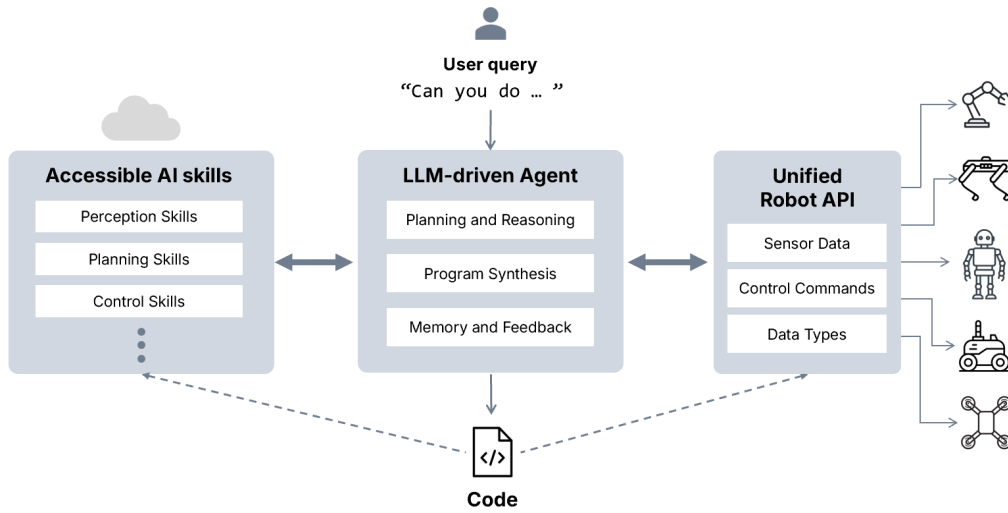 User query
“Can you do … ”
Accessible AI skills
Perception Skills
Planning Skills
Control Skills
LLM-driven Agent
Planning and Reasoning
Program Synthesis
Memory and Feedback
Unified
Robot API
Sensor Data
Control Commands
Data Types
</>
Code